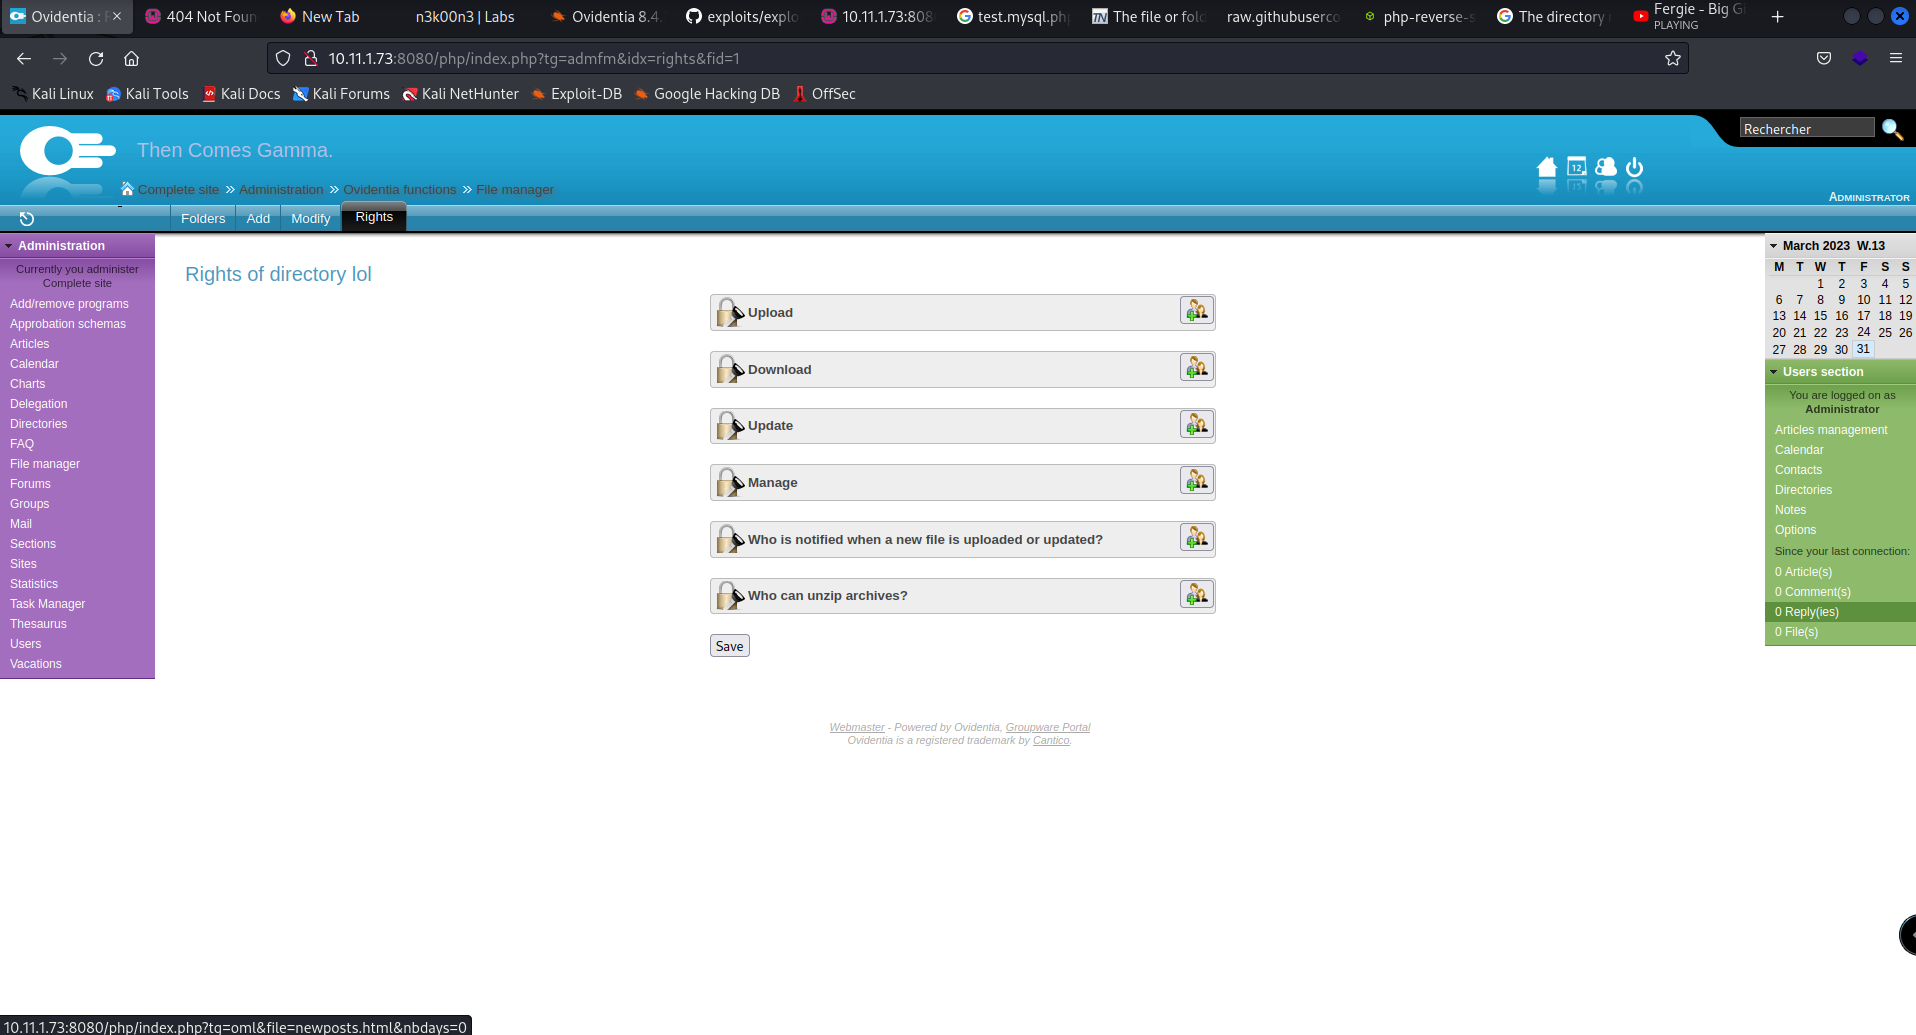 Ovidentia : F
404 Not Foun
New Tab
n3k00n3 | Labs
Ovidentia 8.4.
exploits/explo
10.11.1.73:808
test.mysql.php
The file or fold
raw.githubuserco
php-reverse-s
The directory
Fergie - Big Gi
PLAYING
10.11.1.73:8080/php/index.php?tg=admfm&idx=rights&fid=1
Kali Linux
Kali Tools
Kali Docs
Kali Forums
Kali NetHunter
Exploit-DB
Google Hacking DB
OffSec
Rechercher
Then Comes Gamma.
12
Complete site » Administration » Ovidentia functions » File manager
ADMINISTRATOR
Folders
Add
Modify
Rights
Administration
Currently you administer
Complete site
Add/remove programs
Approbation schemas
Articles
Calendar
Charts
Delegation
Directories
FAQ
File manager
Forums
Groups
Mail
Sections
Sites
Statistics
Task Manager
Thesaurus
Users
Vacations
Rights of directory lol
Upload
Download
Update
Manage
Who is notified when a new file is uploaded or updated?
Who can unzip archives?
Save
Webmaster - Powered by Ovidentia, Groupware Portal
Ovidentia is a registered trademark by Cantico.
March 2023 W.13
M T W T F S S
1 2 3 4 5
6 7 8 9 10 11 12
13 14 15 16 17 18 19
20 21 22 23 24 25 26
27 28 29 30 31
Users section
You are logged on as
Administrator
Articles management
Calendar
Contacts
Directories
Notes
Options
Since your last connection:
0 Article(s)
0 Comment(s)
0 Reply(ies)
0 File(s)
10.11.1.73:8080/php/index.php?tg=oml&file=newposts.html&nbdays=0